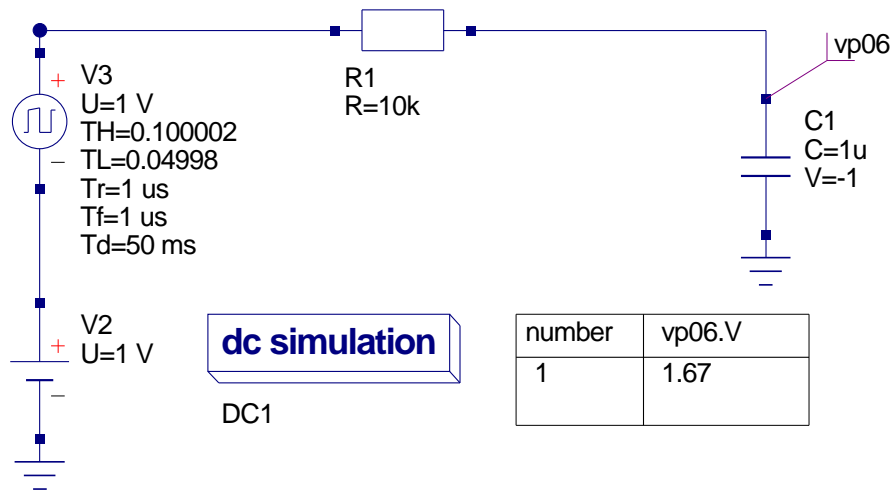 vp06
V3
U=1 V
TH=0.100002
TL=0.04998
Tr=1 us
Tf=1 us
Td=50 ms
+
−
R1
R=10k
C1
C=1u
V=-1
V2
U=1 V
+
−
dc simulation
DC1
number vp06.V
1 1.67